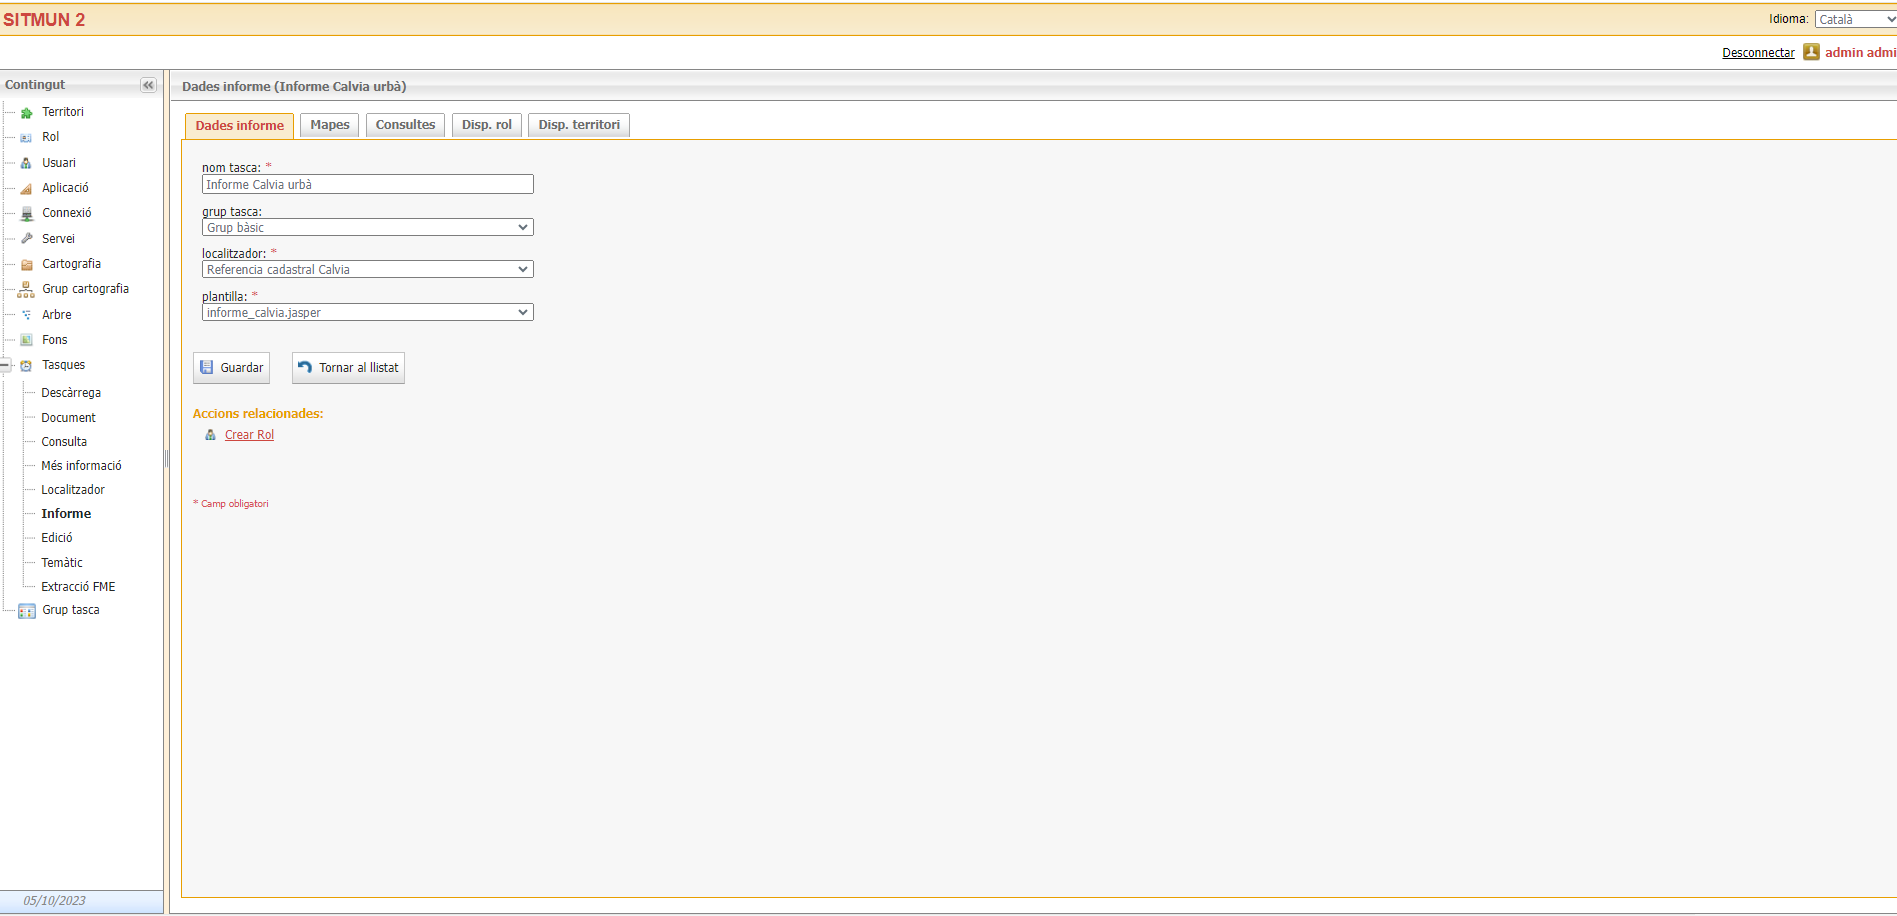 SITMUN 2
Idioma: Català
Desconnectar admin admi
Contingut
Territori
Rol
Usuari
Aplicació
Connexió
Servei
Cartografia
Grup cartografia
Arbre
Fons
Tasques
Descàrrega
Document
Consulta
Més informació
Localitzador
Informe
Edició
Temàtic
Extracció FME
Grup tasca
05/10/2023
Dades informe (Informe Calvia urbà)
Dades informe Mapes Consultes Disp. rol Disp. territori
nom tasca: *
Informe Calvia urbà
grup tasca:
Grup bàsic
localitzador: *
Referencia cadastral Calvia
plantilla: *
informe_calvia.jasper
Guardar Tornar al llistat
Accions relacionades:
Crear Rol
* Camp obligatori